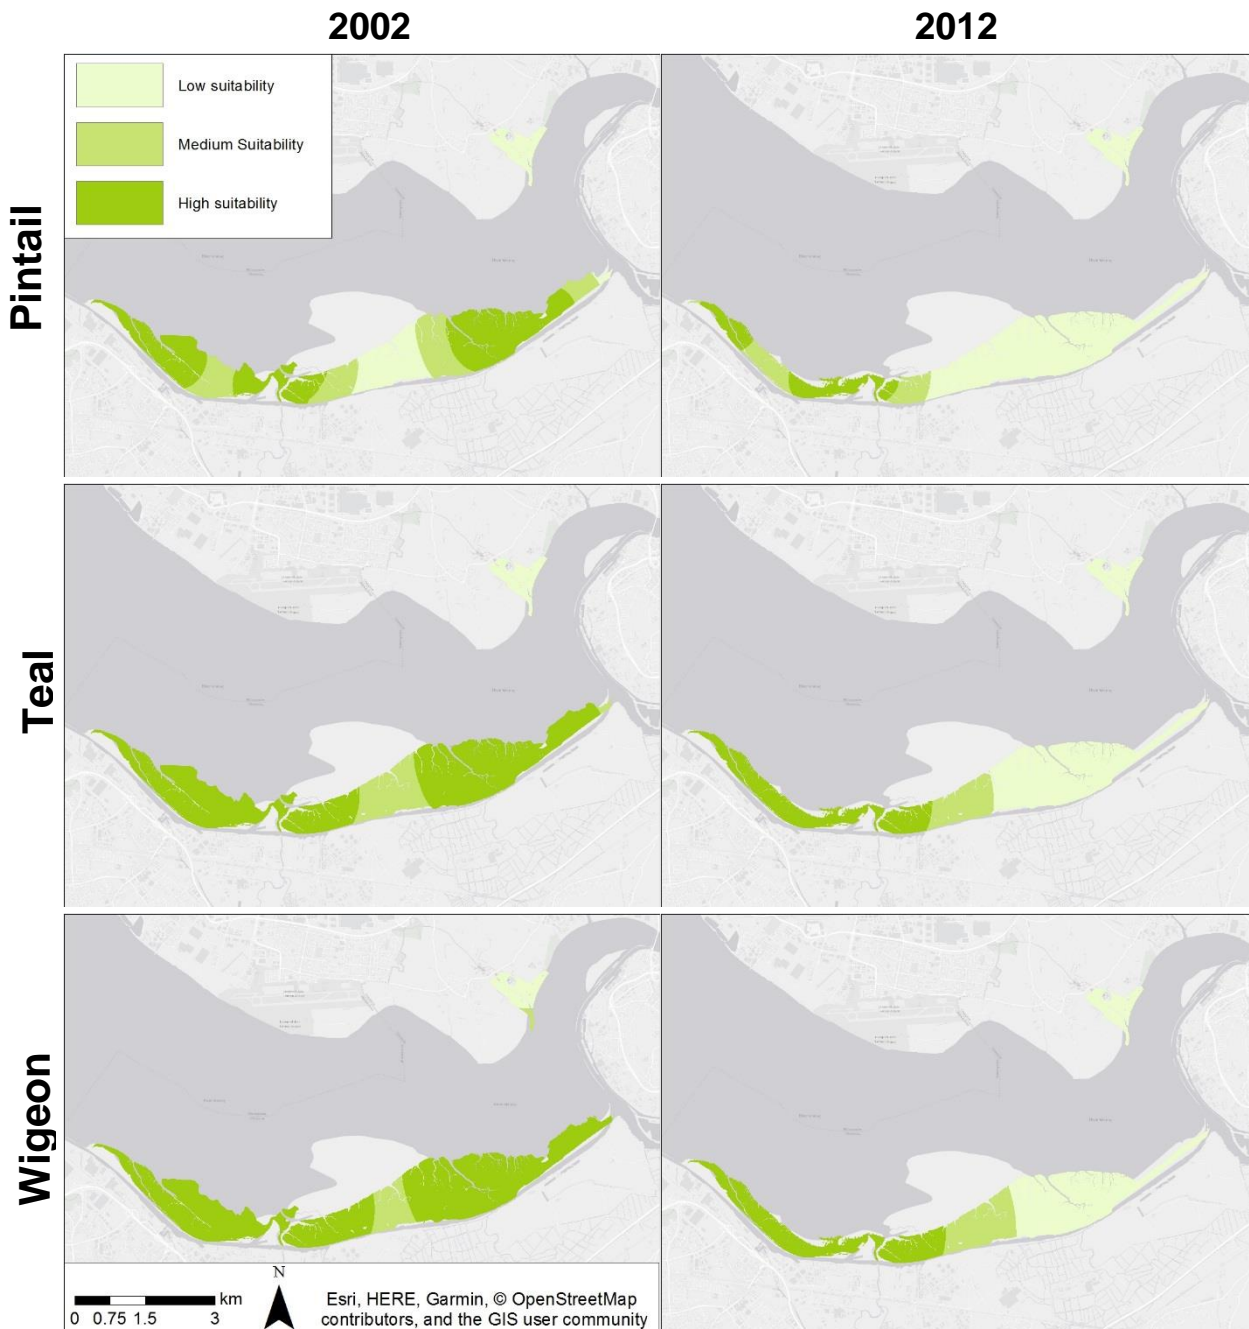 2002 2012
Low suitability
Medium Suitability
High suitability
Pintail
Teal
Wigeon
N
km
0 0.75 1.5 3
Esri, HERE, Garmin, © OpenStreetMap
contributors, and the GIS user community